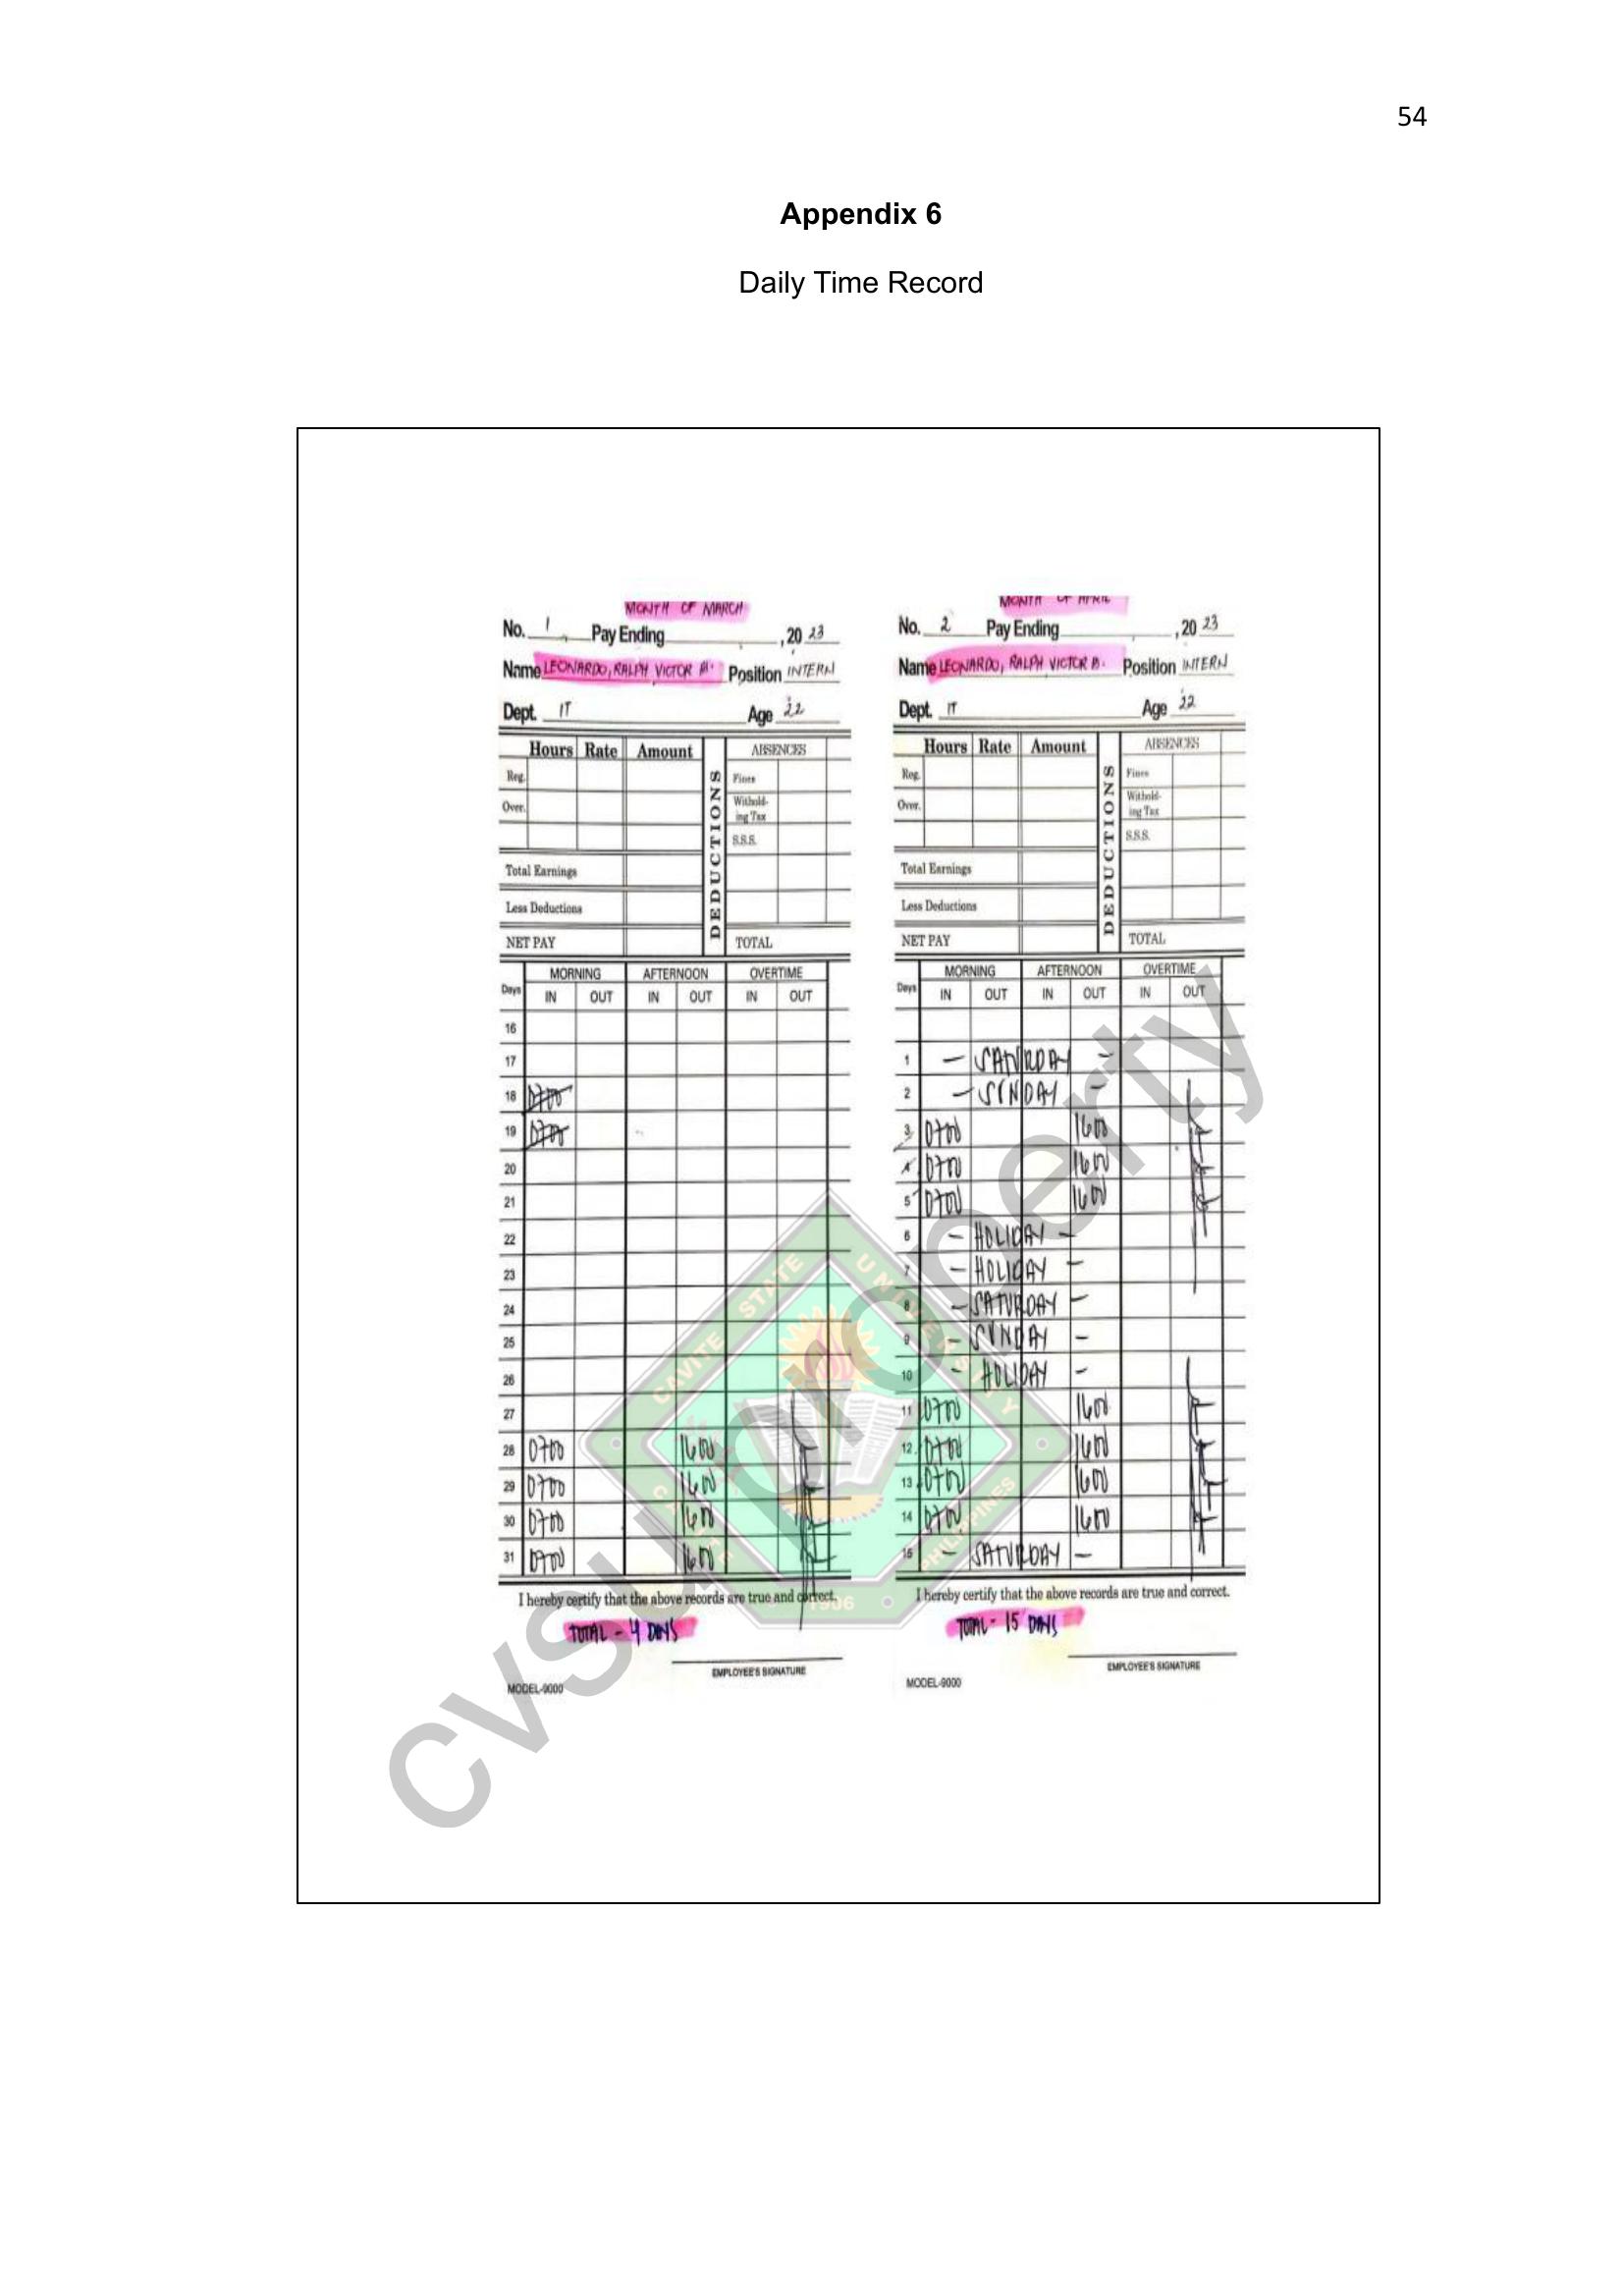 54
Appendix 6
Daily Time Record
MONTH OF MARCH
No. 1 Pay Ending , 20 23
Name LEONARDO, RALPH VICTOR Position INTERN
Dept. IT Age 22
Hours Rate Amount DEDUCTIONS ABSENCES
Reg. Fines
Over. Withold-
ing Tax
S.S.S.
Total Earnings
Less Deductions
NET PAY TOTAL
Days MORNING AFTERNOON OVERTIME
IN OUT IN OUT IN OUT
16
17
18 0700
19 0700
20
21
22
23
24
25
26
27
28 0700 1600
29 0700 1600
30 0700 1600
31 0700 1600
I hereby certify that the above records are true and correct.
TOTAL - 4 DAYS
EMPLOYEE'S SIGNATURE
MODEL-9000
MONTH OF APRIL
No. 2 Pay Ending , 20 23
Name LEONARDO, RALPH VICTOR Position INTERN
Dept. IT Age 22
Hours Rate Amount DEDUCTIONS ABSENCES
Reg. Fines
Over. Withold-
ing Tax
S.S.S.
Total Earnings
Less Deductions
NET PAY TOTAL
Days MORNING AFTERNOON OVERTIME
IN OUT IN OUT IN OUT
1 - SATURDAY -
2 - SUNDAY -
3 0700 1600
4 0700 1600
5 0700 1600
6 - HOLIDAY -
7 - HOLIDAY -
8 - SATURDAY -
9 - SUNDAY -
10 - HOLIDAY -
11 0700 1600
12 0700 1600
13 0700 1600
14 0700 1600
15 - SATURDAY -
I hereby certify that the above records are true and correct.
TOTAL - 15 DAYS
EMPLOYEE'S SIGNATURE
MODEL-9000
CAVITE STATE UNIVERSITY
CAVITE PHILIPPINES
1906
cvsu property